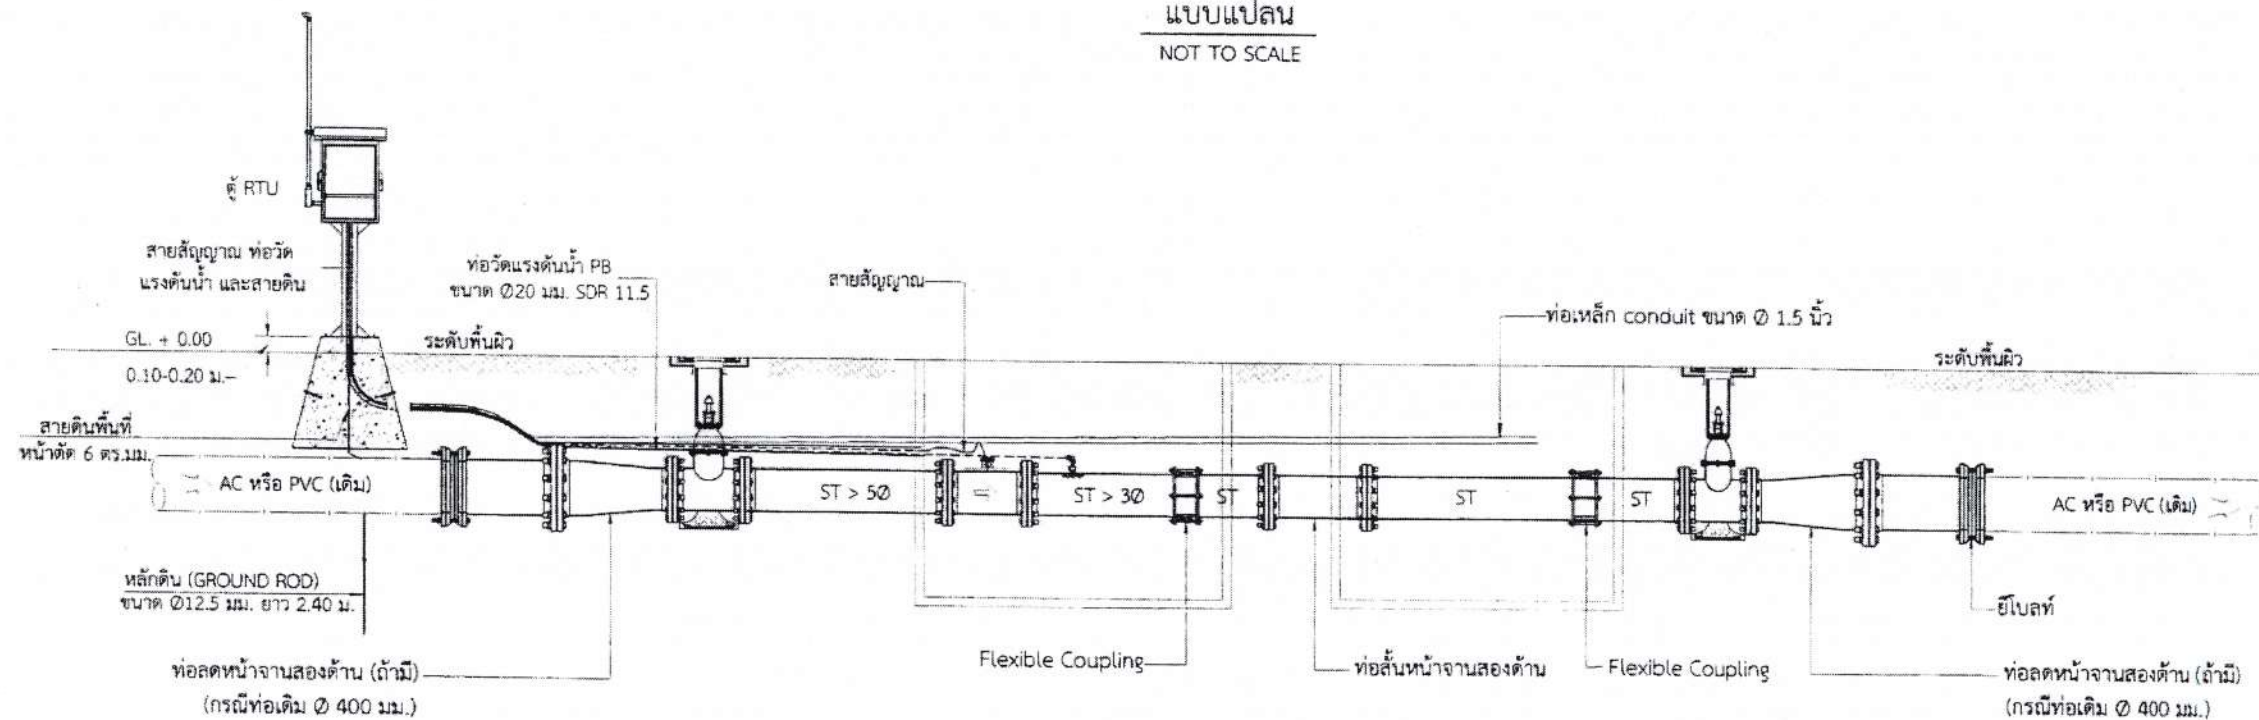 แบบแปลน
NOT TO SCALE
ตู้ RTU
สายสัญญาณ ท่อวัด
แรงดันน้ำ และสายดิน
ท่อวัดแรงดันน้ำ PB
ขนาด Ø20 มม. SDR 11.5
สายสัญญาณ
ท่อเหล็ก conduit ขนาด Ø 1.5 นิ้ว
GL. + 0.00
ระดับพื้นผิว
ระดับพื้นผิว
0.10-0.20 ม.
สายดินพื้นที่
หน้าตัด 6 ตร.มม.
AC หรือ PVC (เดิม)
ST > 5Ø
ST > 3Ø
ST
ST
ST
AC หรือ PVC (เดิม)
หลักดิน (GROUND ROD)
ขนาด Ø12.5 มม. ยาว 2.40 ม.
ยีโบลท์
Flexible Coupling
ท่อสั้นหน้าจานสองด้าน
Flexible Coupling
ท่อลดหน้าจานสองด้าน (ถ้ามี)
(กรณีท่อเดิม Ø 400 มม.)
ท่อลดหน้าจานสองด้าน (ถ้ามี)
(กรณีท่อเดิม Ø 400 มม.)